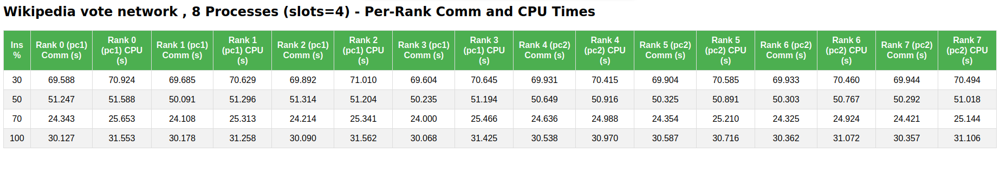 Wikipedia vote network , 8 Processes (slots=4) - Per-Rank Comm and CPU Times
Ins % Rank 0 (pc1) Comm (s) Rank 0 (pc1) CPU (s) Rank 1 (pc1) Comm (s) Rank 1 (pc1) CPU (s) Rank 2 (pc1) Comm (s) Rank 2 (pc1) CPU (s) Rank 3 (pc1) Comm (s) Rank 3 (pc1) CPU (s) Rank 4 (pc2) Comm (s) Rank 4 (pc2) CPU (s) Rank 5 (pc2) Comm (s) Rank 5 (pc2) CPU (s) Rank 6 (pc2) Comm (s) Rank 6 (pc2) CPU (s) Rank 7 (pc2) Comm (s) Rank 7 (pc2) CPU (s)
30 69.588 70.924 69.685 70.629 69.892 71.010 69.604 70.645 69.931 70.415 69.904 70.585 69.933 70.460 69.944 70.494
50 51.247 51.588 50.091 51.296 51.314 51.204 50.235 51.194 50.649 50.916 50.325 50.891 50.303 50.767 50.292 51.018
70 24.343 25.653 24.108 25.313 24.214 25.341 24.000 25.466 24.636 24.988 24.354 25.210 24.325 24.924 24.421 25.144
100 30.127 31.553 30.178 31.258 30.090 31.562 30.068 31.425 30.538 30.970 30.587 30.716 30.362 31.072 30.357 31.106